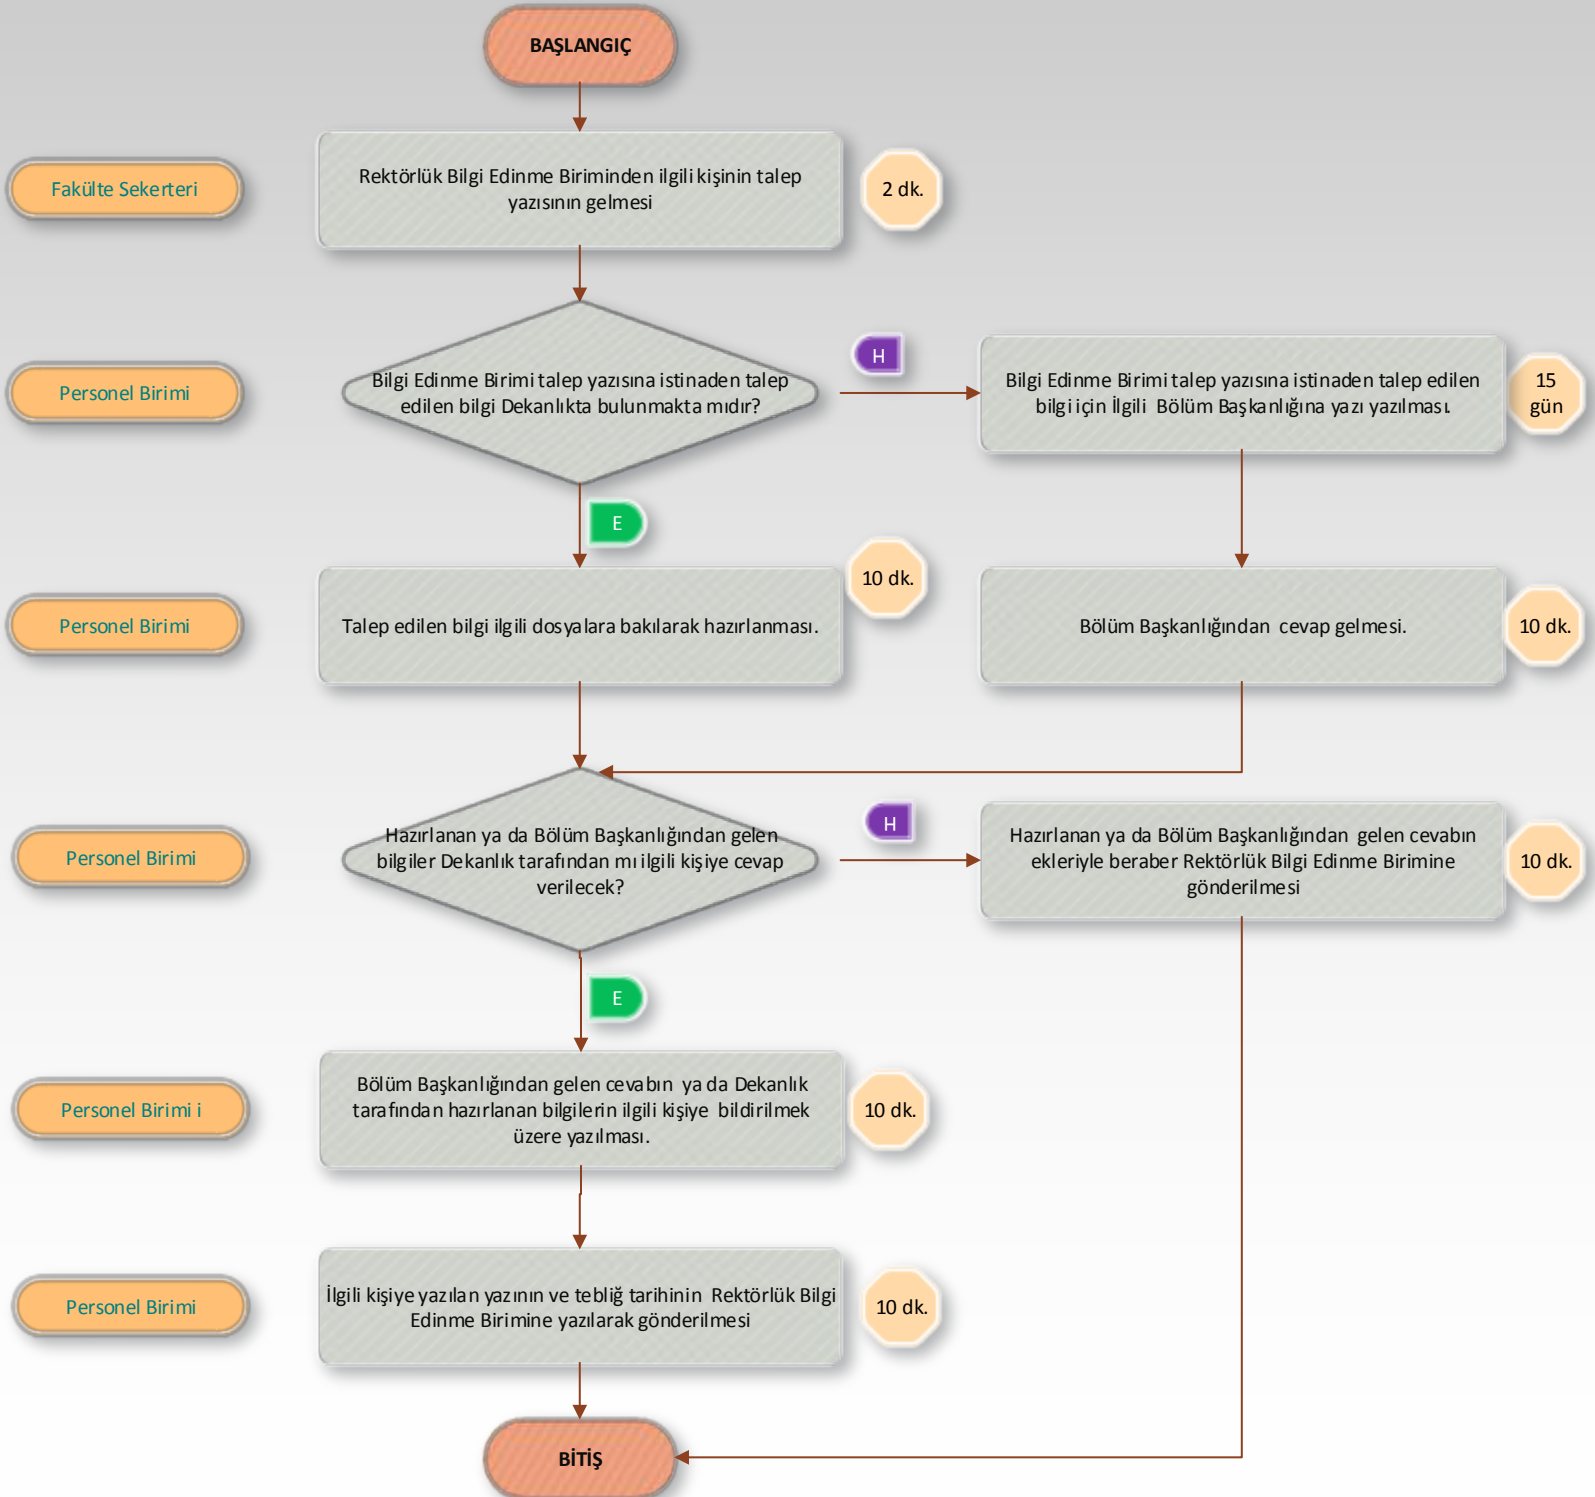 BAŞLANGIÇ
Fakülte Sekerteri
Rektörlük Bilgi Edinme Biriminden ilgili kişinin talep
yazısının gelmesi
2 dk.
Personel Birimi
Bilgi Edinme Birimi talep yazısına istinaden talep
edilen bilgi Dekanlıkta bulunmakta mıdır?
H
Bilgi Edinme Birimi talep yazısına istinaden talep edilen
bilgi için İlgili Bölüm Başkanlığına yazı yazılması.
15
gün
E
Personel Birimi
Talep edilen bilgi ilgili dosyalara bakılarak hazırlanması.
10 dk.
Bölüm Başkanlığından cevap gelmesi.
10 dk.
Personel Birimi
Hazırlanan ya da Bölüm Başkanlığından gelen
bilgiler Dekanlık tarafından mı ilgili kişiye cevap
verilecek?
H
Hazırlanan ya da Bölüm Başkanlığından gelen cevabın
ekleriyle beraber Rektörlük Bilgi Edinme Birimine
gönderilmesi
10 dk.
E
Personel Birimi i
Bölüm Başkanlığından gelen cevabın ya da Dekanlık
tarafından hazırlanan bilgilerin ilgili kişiye bildirilmek
üzere yazılması.
10 dk.
Personel Birimi
İlgili kişiye yazılan yazının ve tebliğ tarihinin Rektörlük Bilgi
Edinme Birimine yazılarak gönderilmesi
10 dk.
BİTİŞ